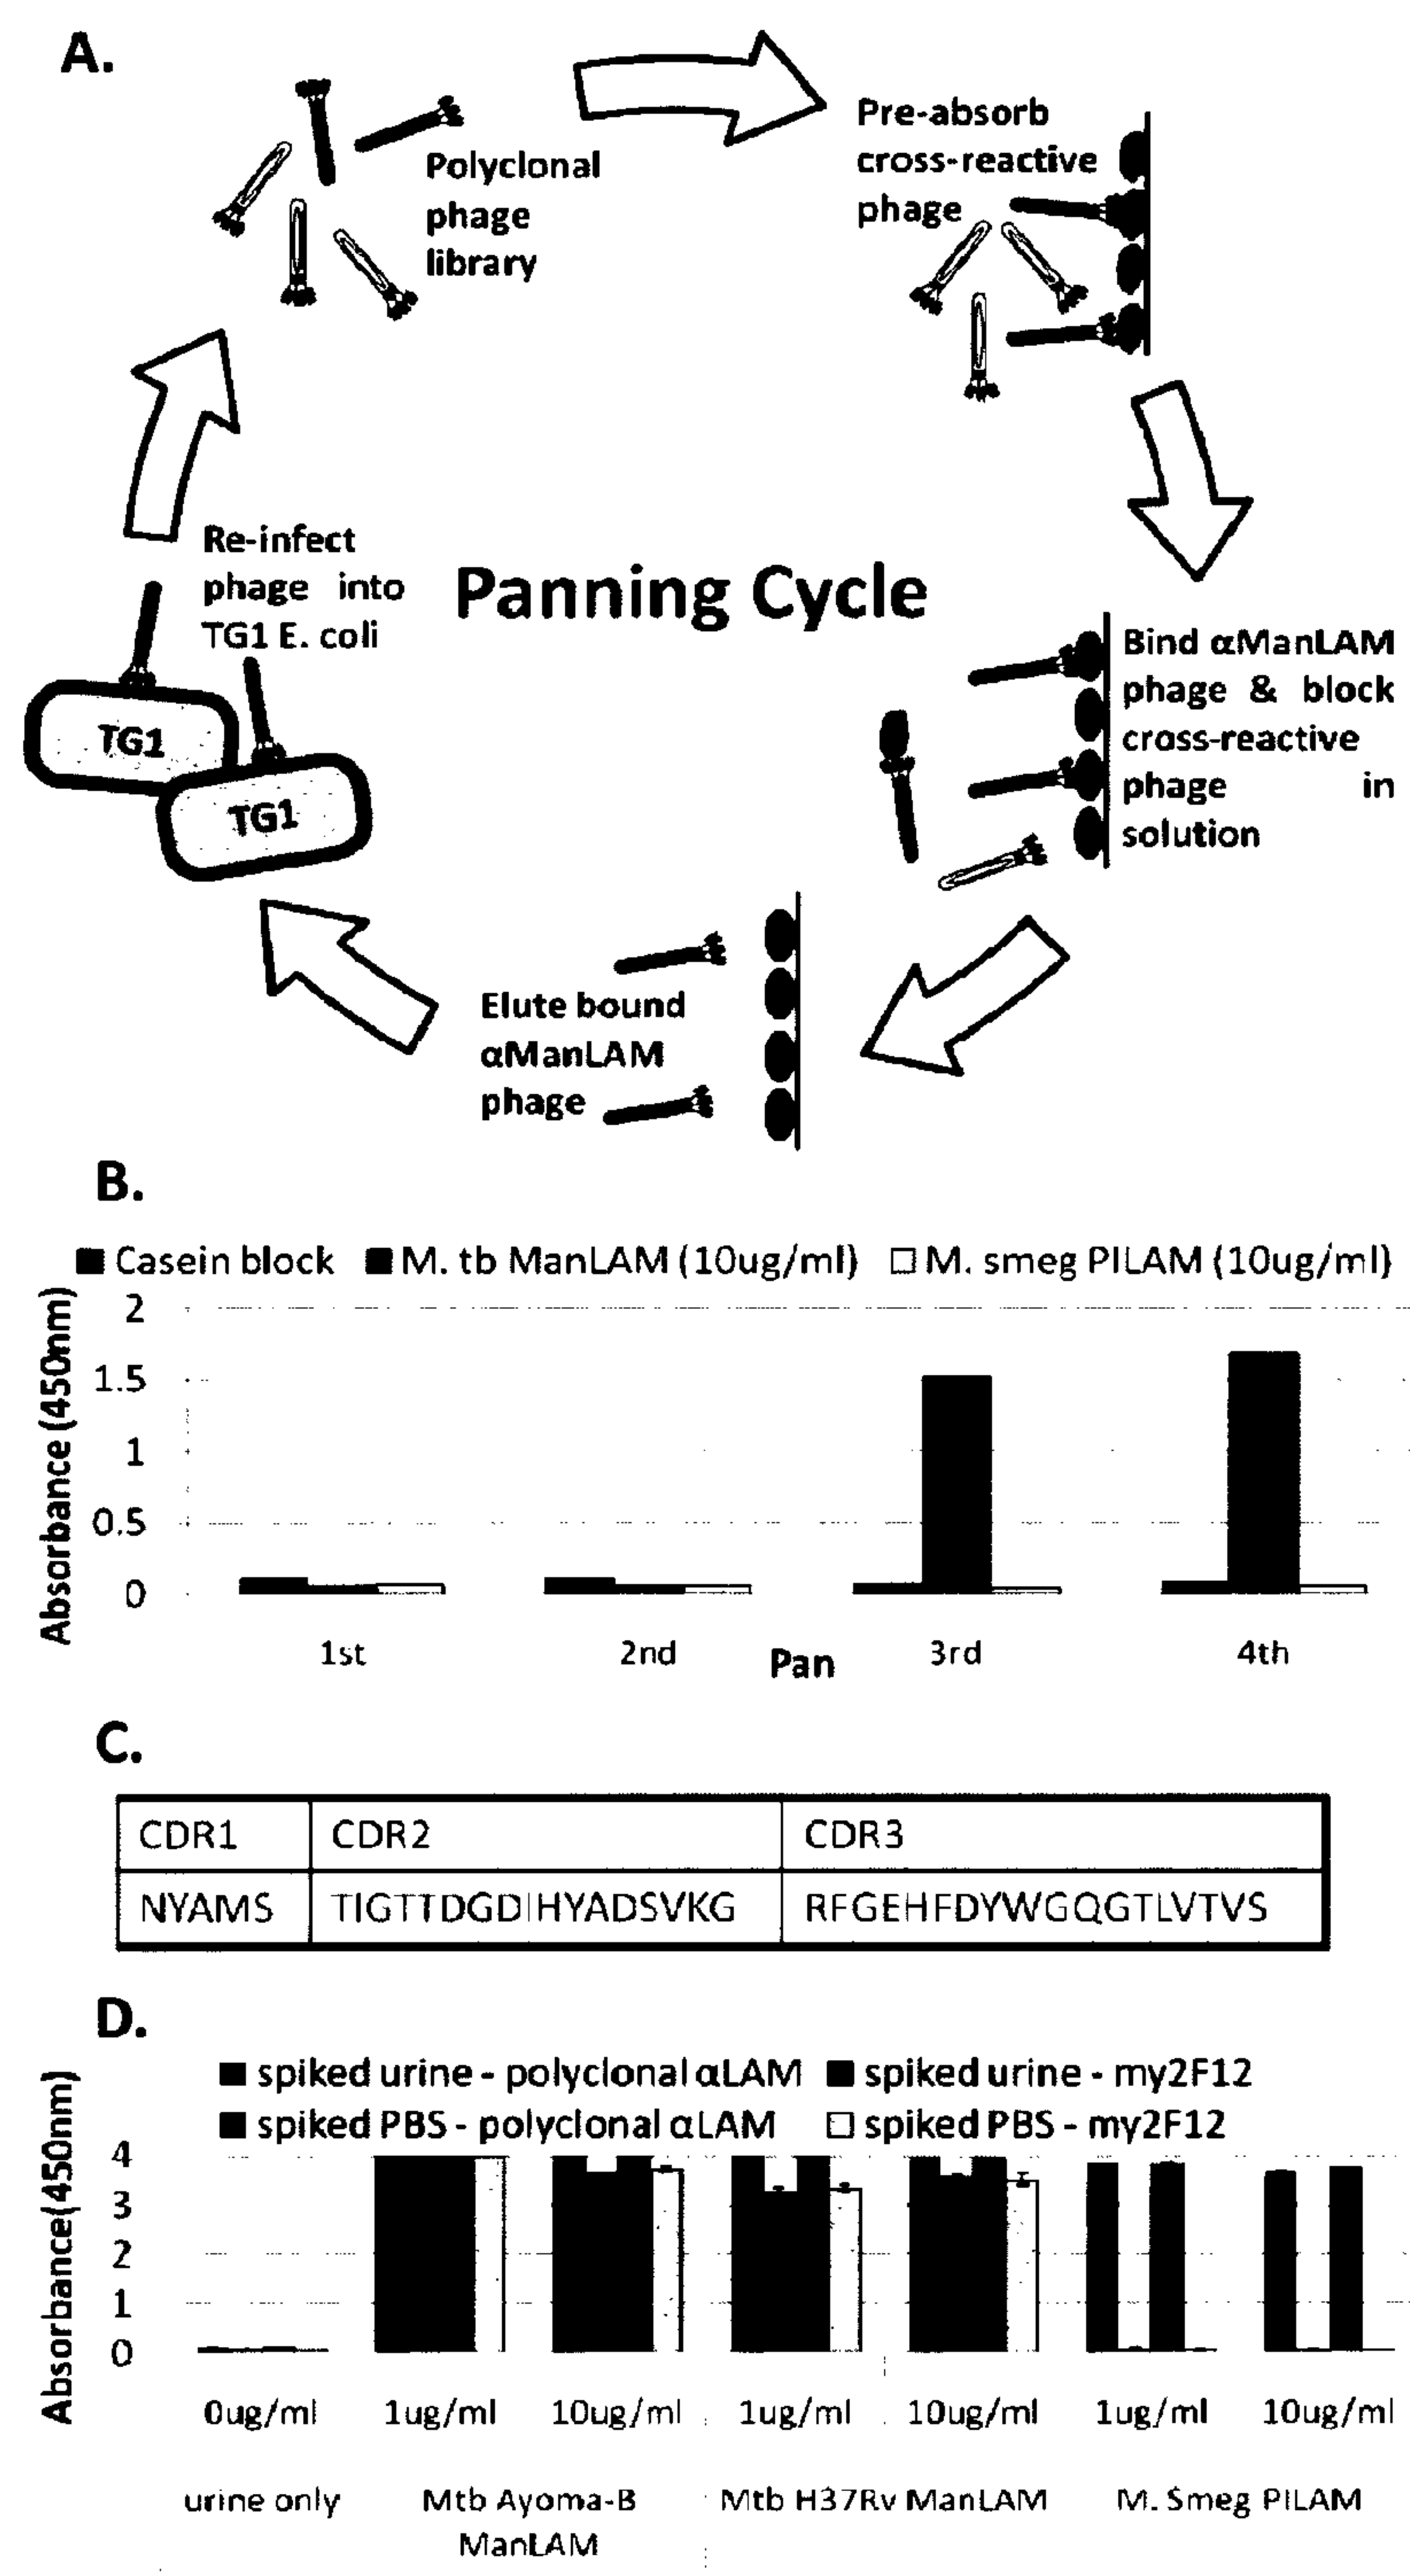 A.
Polyclonal
phage
library
Pre-absorb
cross-reactive
phage
Re-infect
phage into
TG1 E. coli
Panning Cycle
TG1
TG1
Bind αManLAM
phage & block
cross-reactive
phage in
solution
Elute bound
αManLAM
phage
B.
Casein block M. tb ManLAM (10ug/ml) M. smeg PILAM (10ug/ml)
Absorbance (450nm)
2
1.5
1
0.5
0
1st 2nd 3rd 4th
Pan
C.
CDR1 CDR2 CDR3
NYAMS TIGTTDGDIHYADSVKG RFGEHFDYWGQGTLVTVS
D.
spiked urine - polyclonal αLAM spiked urine - my2F12
spiked PBS - polyclonal αLAM spiked PBS - my2F12
Absorbance(450nm)
4
3
2
1
0
0ug/ml 1ug/ml 10ug/ml 1ug/ml 10ug/ml 1ug/ml 10ug/ml
urine only Mtb Ayoma-B Mtb H37Rv ManLAM M. Smeg PILAM
ManLAM